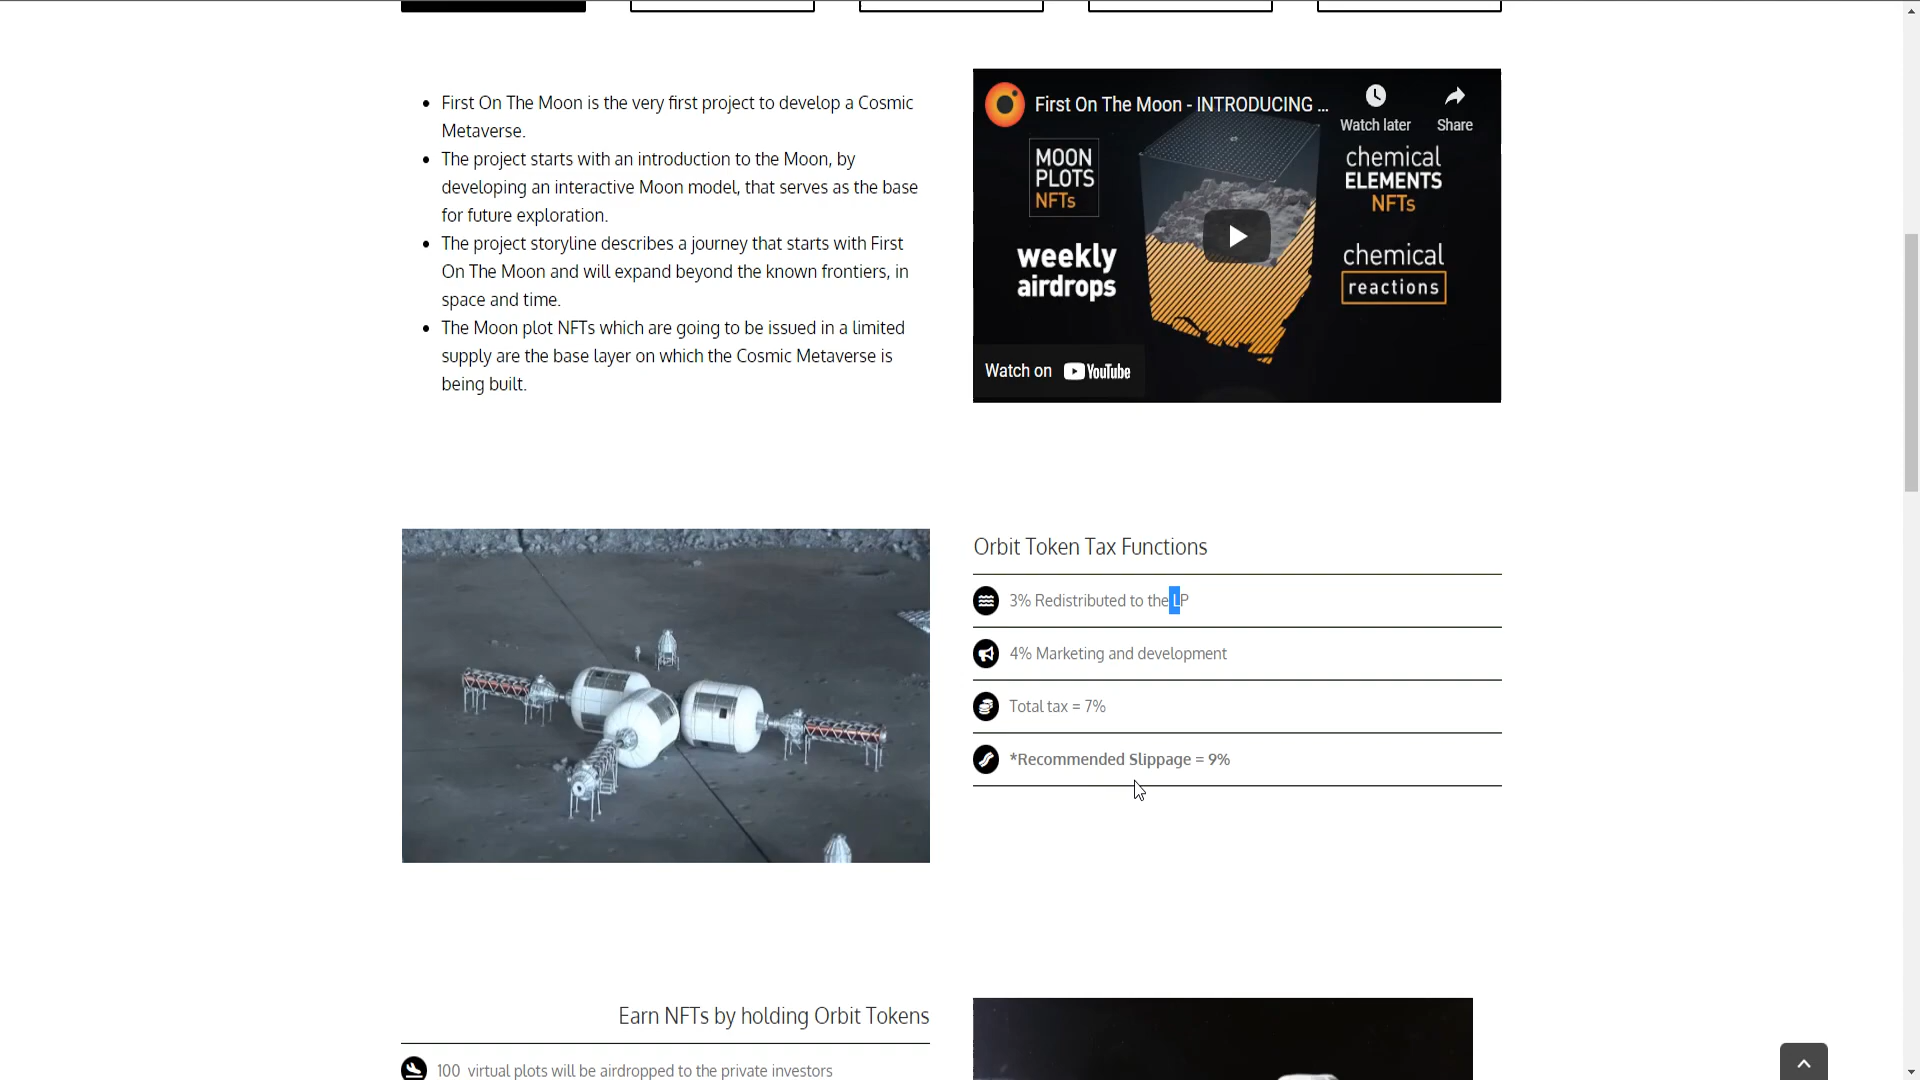 First On The Moon is the very first project to develop a Cosmic
Metaverse.
The project starts with an introduction to the Moon, by
developing an interactive Moon model, that serves as the base
for future exploration.
The project storyline describes a journey that starts with First
On The Moon and will expand beyond the known frontiers, in
space and time.
The Moon plot NFTs which are going to be issued in a limited
supply are the base layer on which the Cosmic Metaverse is
being built.
First On The Moon - INTRODUCING ...
Watch later
Share
MOON
PLOTS
NFTs
chemical
ELEMENTS
NFTs
weekly
airdrops
chemical
reactions
Watch on YouTube
Orbit Token Tax Functions
3% Redistributed to the LP
4% Marketing and development
Total tax = 7%
*Recommended Slippage = 9%
Earn NFTs by holding Orbit Tokens
100 virtual plots will be airdropped to the private investors